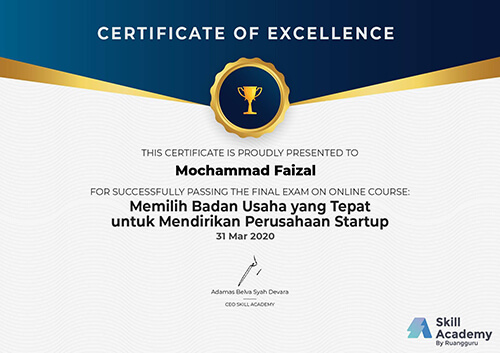 CERTIFICATE OF EXCELLENCE
THIS CERTIFICATE IS PROUDLY PRESENTED TO
Mochammad Faizal
FOR SUCCESSFULLY PASSING THE FINAL EXAM ON ONLINE COURSE:
Memilih Badan Usaha yang Tepat
untuk Mendirikan Perusahaan Startup
31 Mar 2020
Adamas Belva Syah Devara
CEO SKILL ACADEMY
Skill
Academy
By Ruangguru